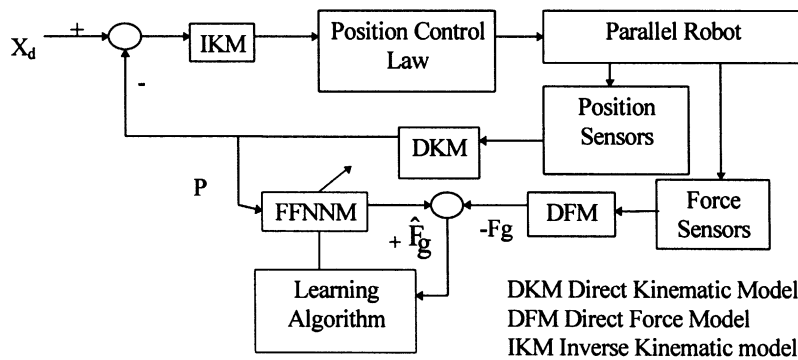 X_d
+
-
IKM
Position Control
Law
Parallel Robot
Position
Sensors
DKM
P
FFNNM
+ F̂g
-Fg
DFM
Force
Sensors
Learning
Algorithm
DKM Direct Kinematic Model
DFM Direct Force Model
IKM Inverse Kinematic model